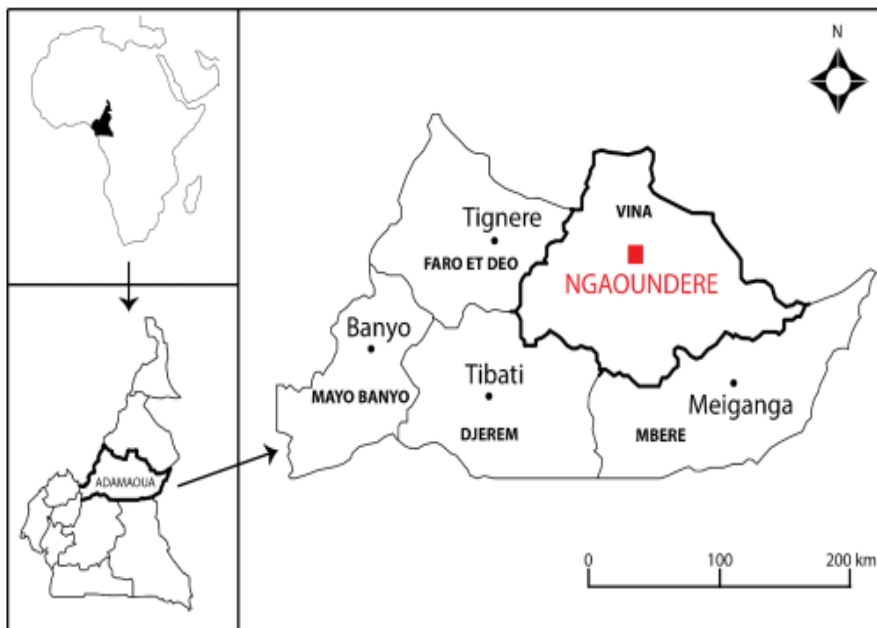 N
VINA
Tignere
FARO ET DEO
NGAOUNDERE
Banyo
MAYO BANYO
Tibati
DJEREM
Meiganga
MBERE
ADAMAOUA
0
100
200 km